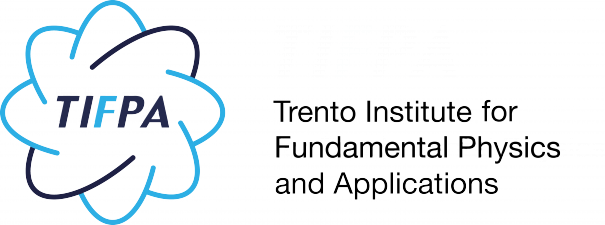 TIFPA
Trento Institute for
Fundamental Physics
and Applications